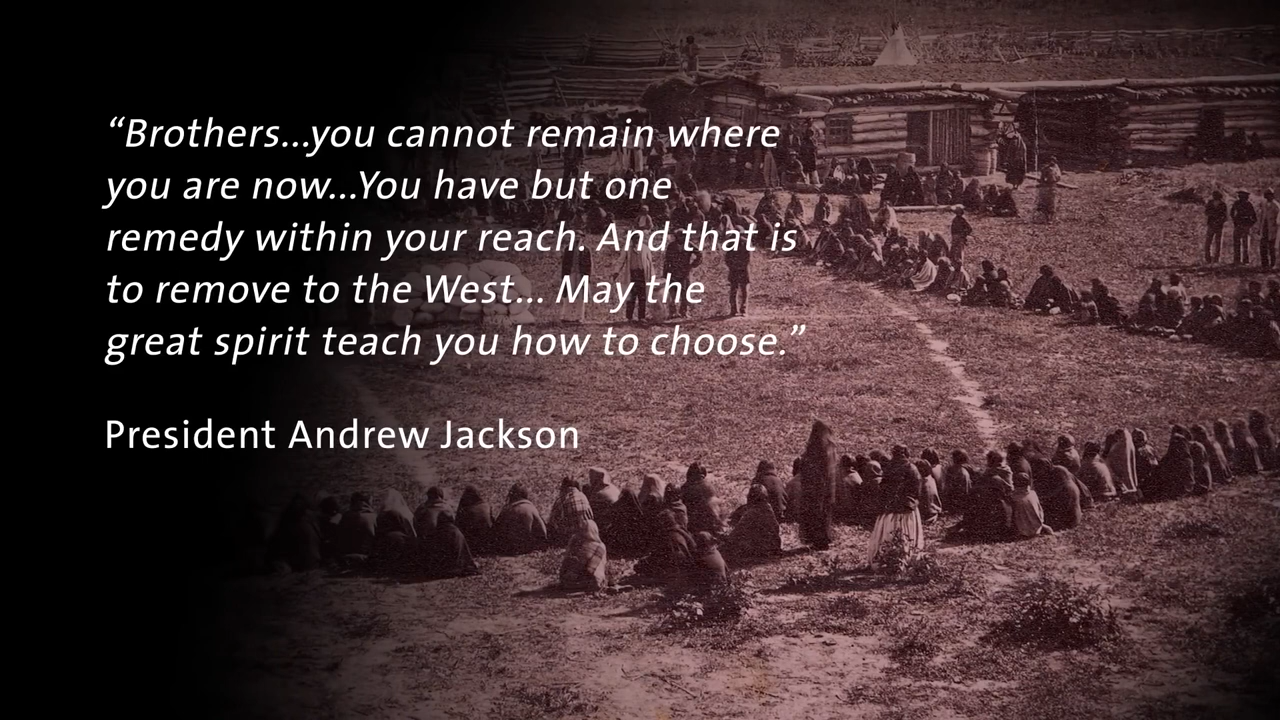 “Brothers...you cannot remain where
you are now...You have but one
remedy within your reach. And that is
to remove to the West... May the
great spirit teach you how to choose.”
President Andrew Jackson